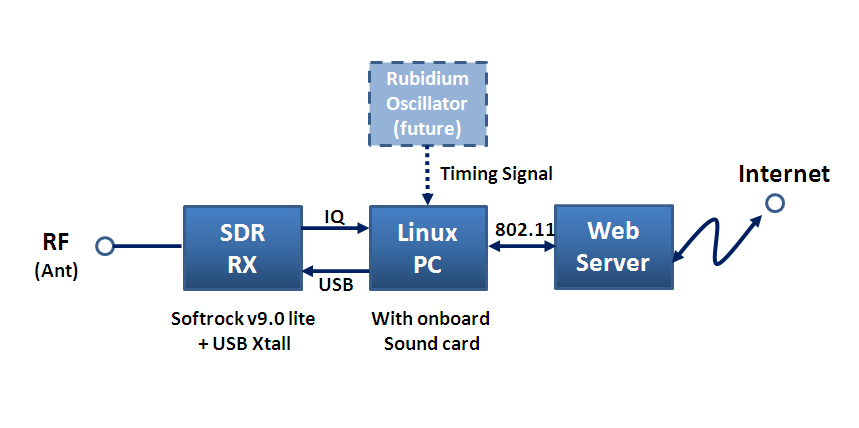 Rubidium
Oscillator
(future)
Timing Signal
Internet
RF
(Ant)
SDR
RX
IQ
USB
Linux
PC
802.11
Web
Server
Softrock v9.0 lite
+ USB Xtall
With onboard
Sound card